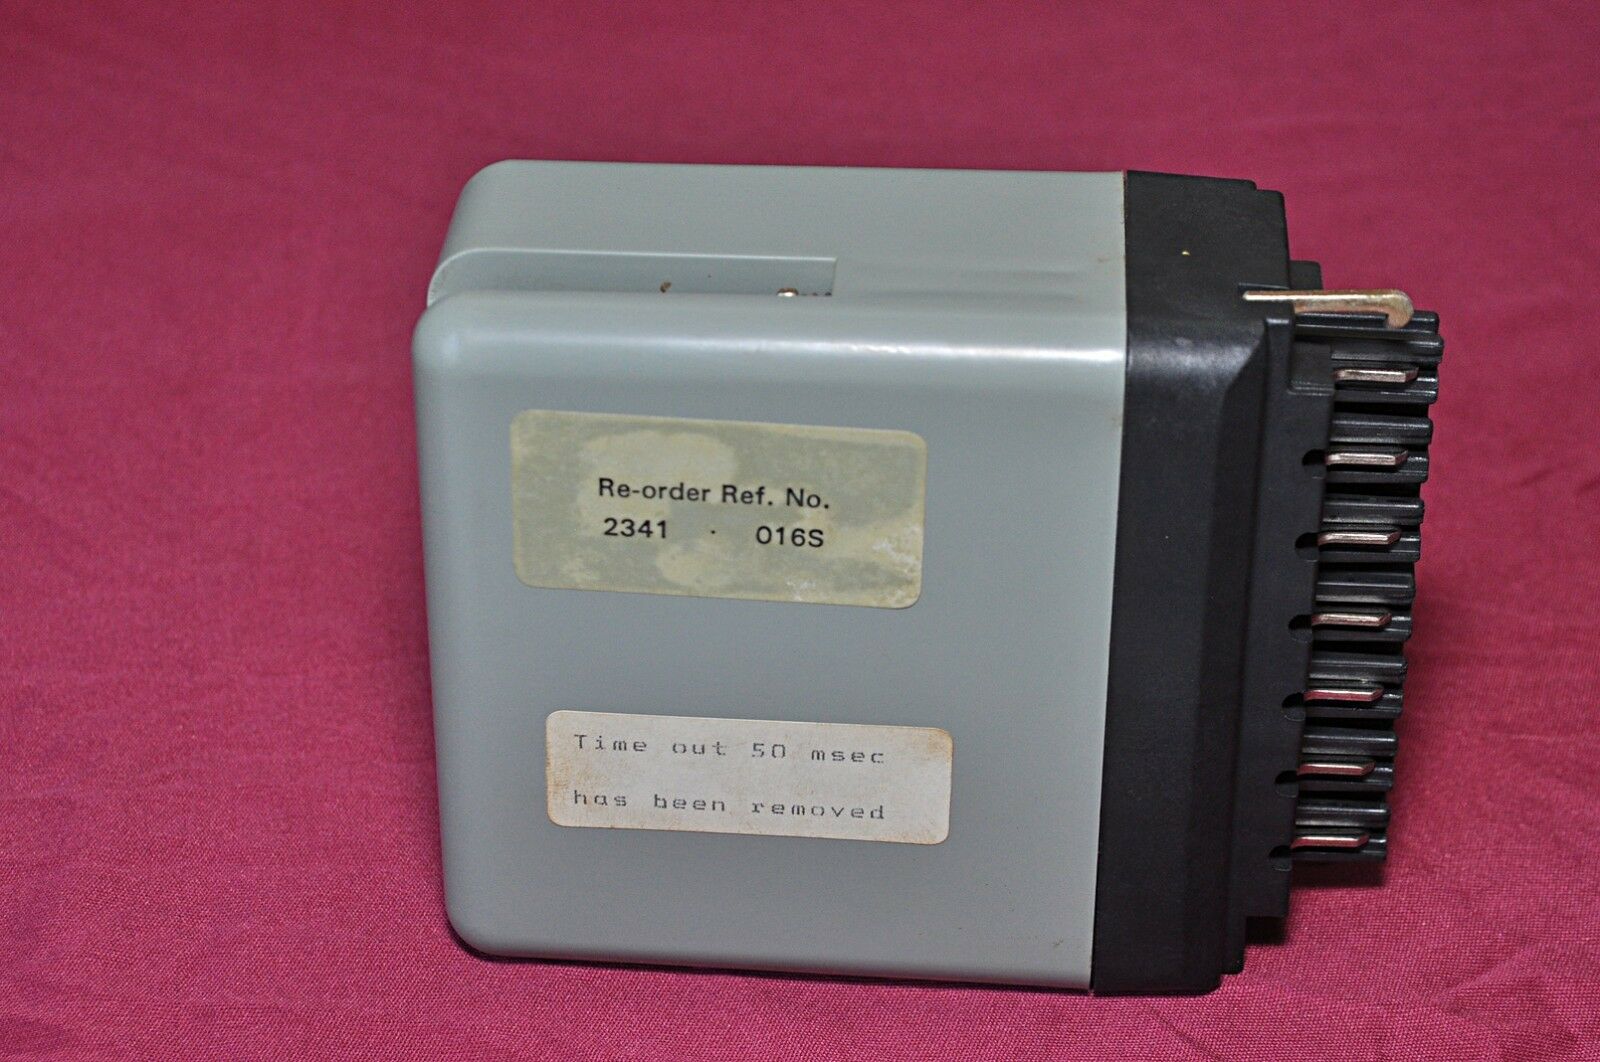 Re-order Ref. No.
2341 · 016S
Time out 50 msec
has been removed